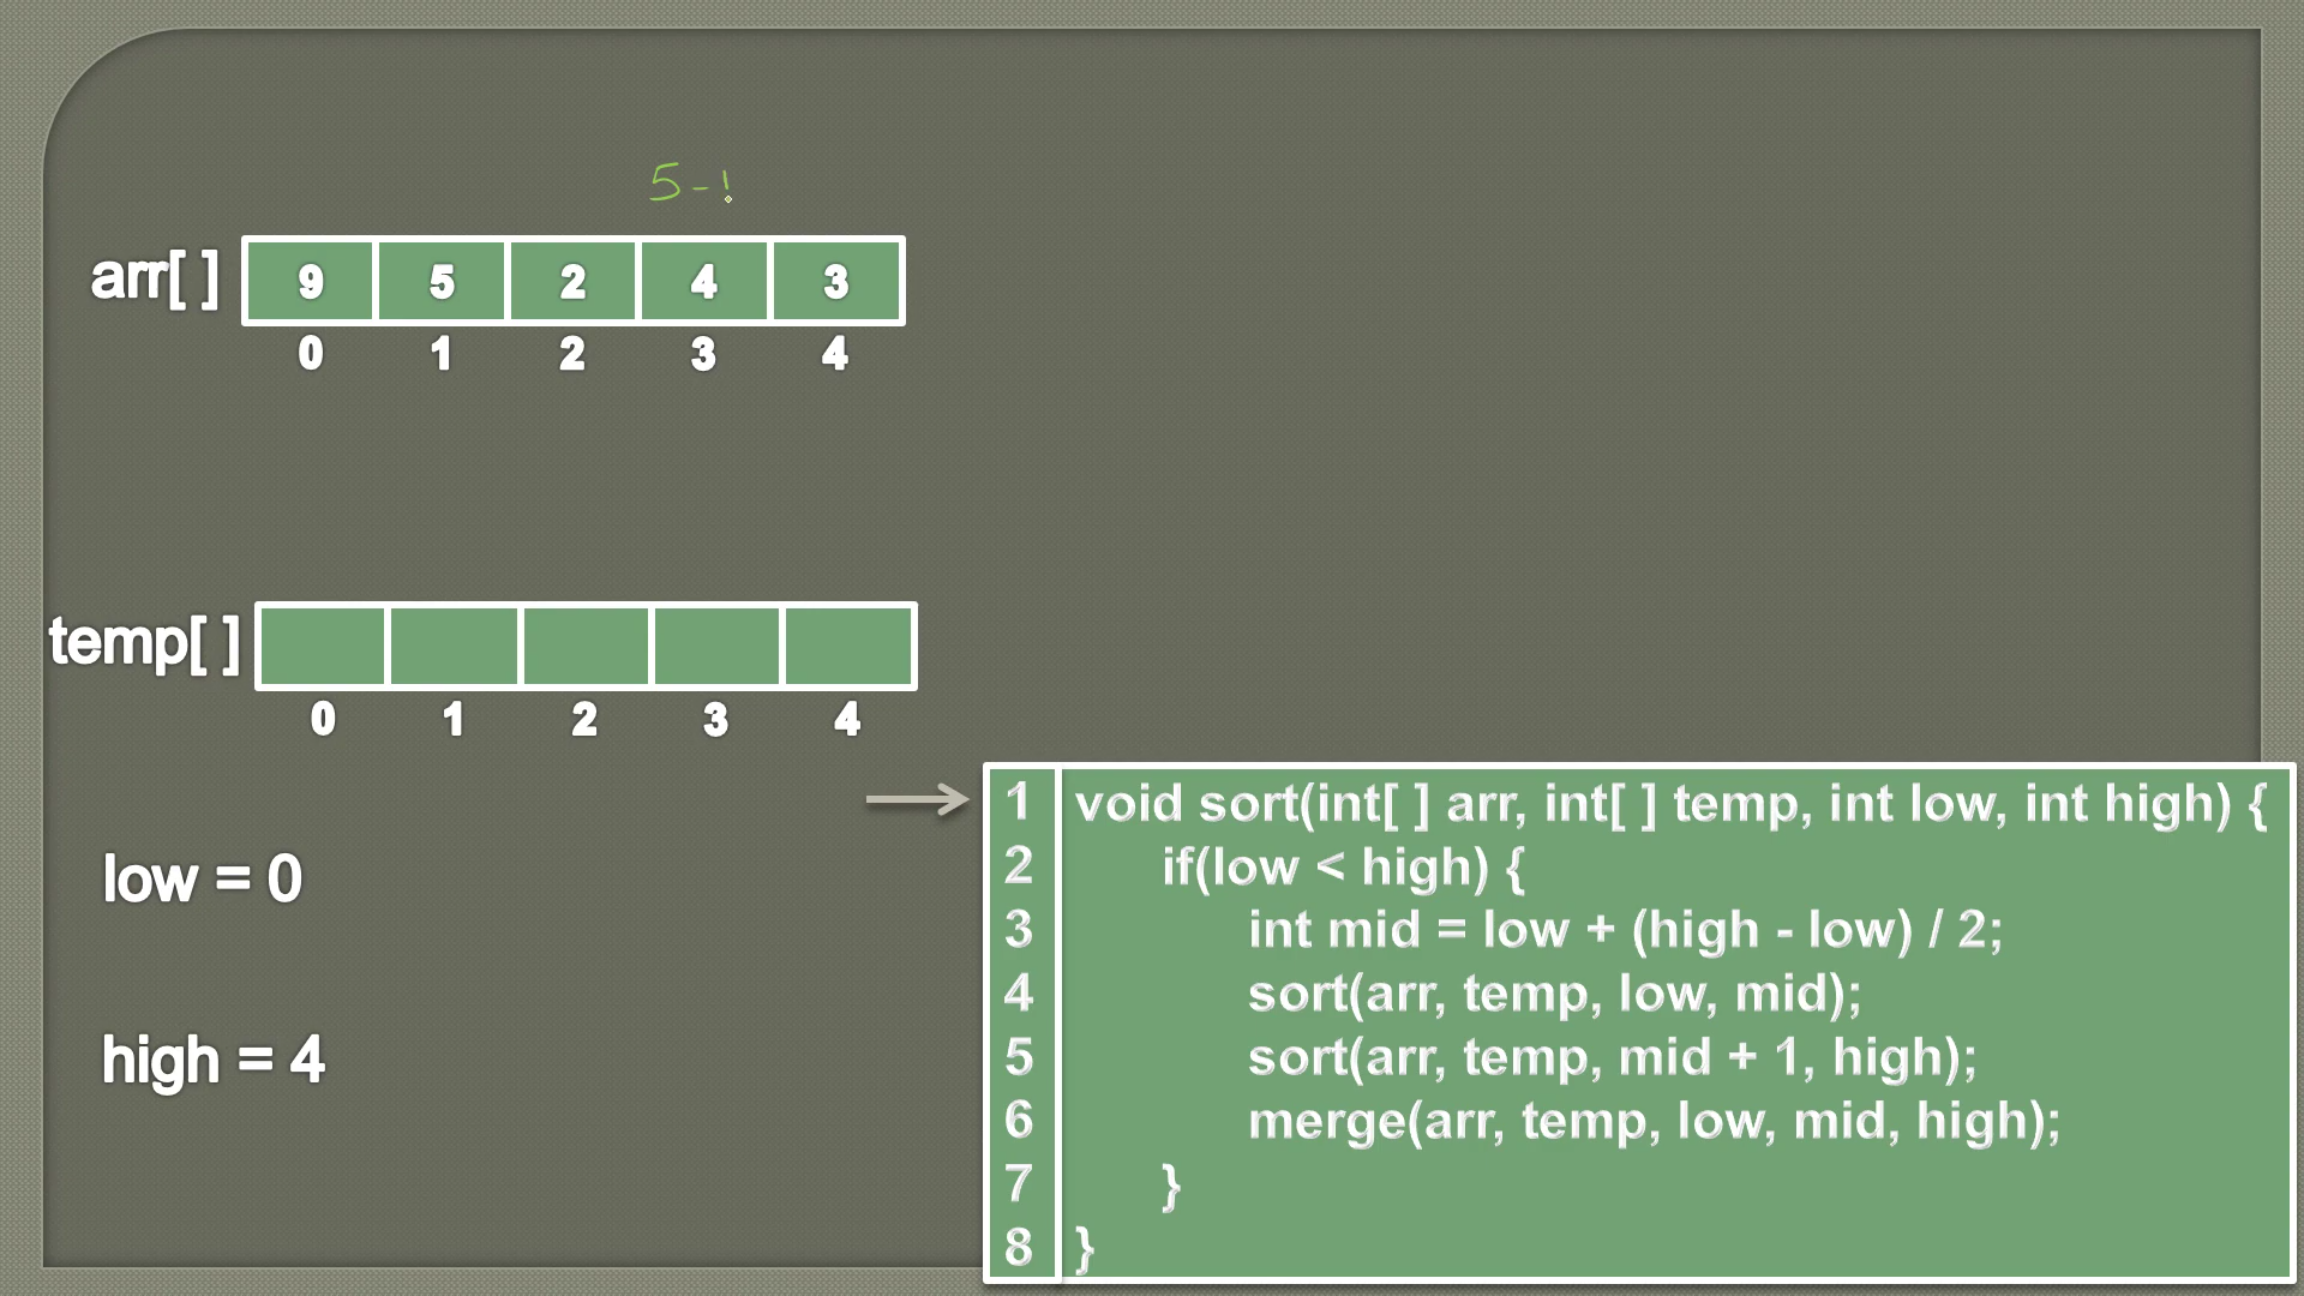 5-1
arr[ ] 9 5 2 4 3
0 1 2 3 4
temp[ ]
0 1 2 3 4
low = 0
high = 4
1 void sort(int[ ] arr, int[ ] temp, int low, int high) {
2 if(low < high) {
3 int mid = low + (high - low) / 2;
4 sort(arr, temp, low, mid);
5 sort(arr, temp, mid + 1, high);
6 merge(arr, temp, low, mid, high);
7 }
8 }